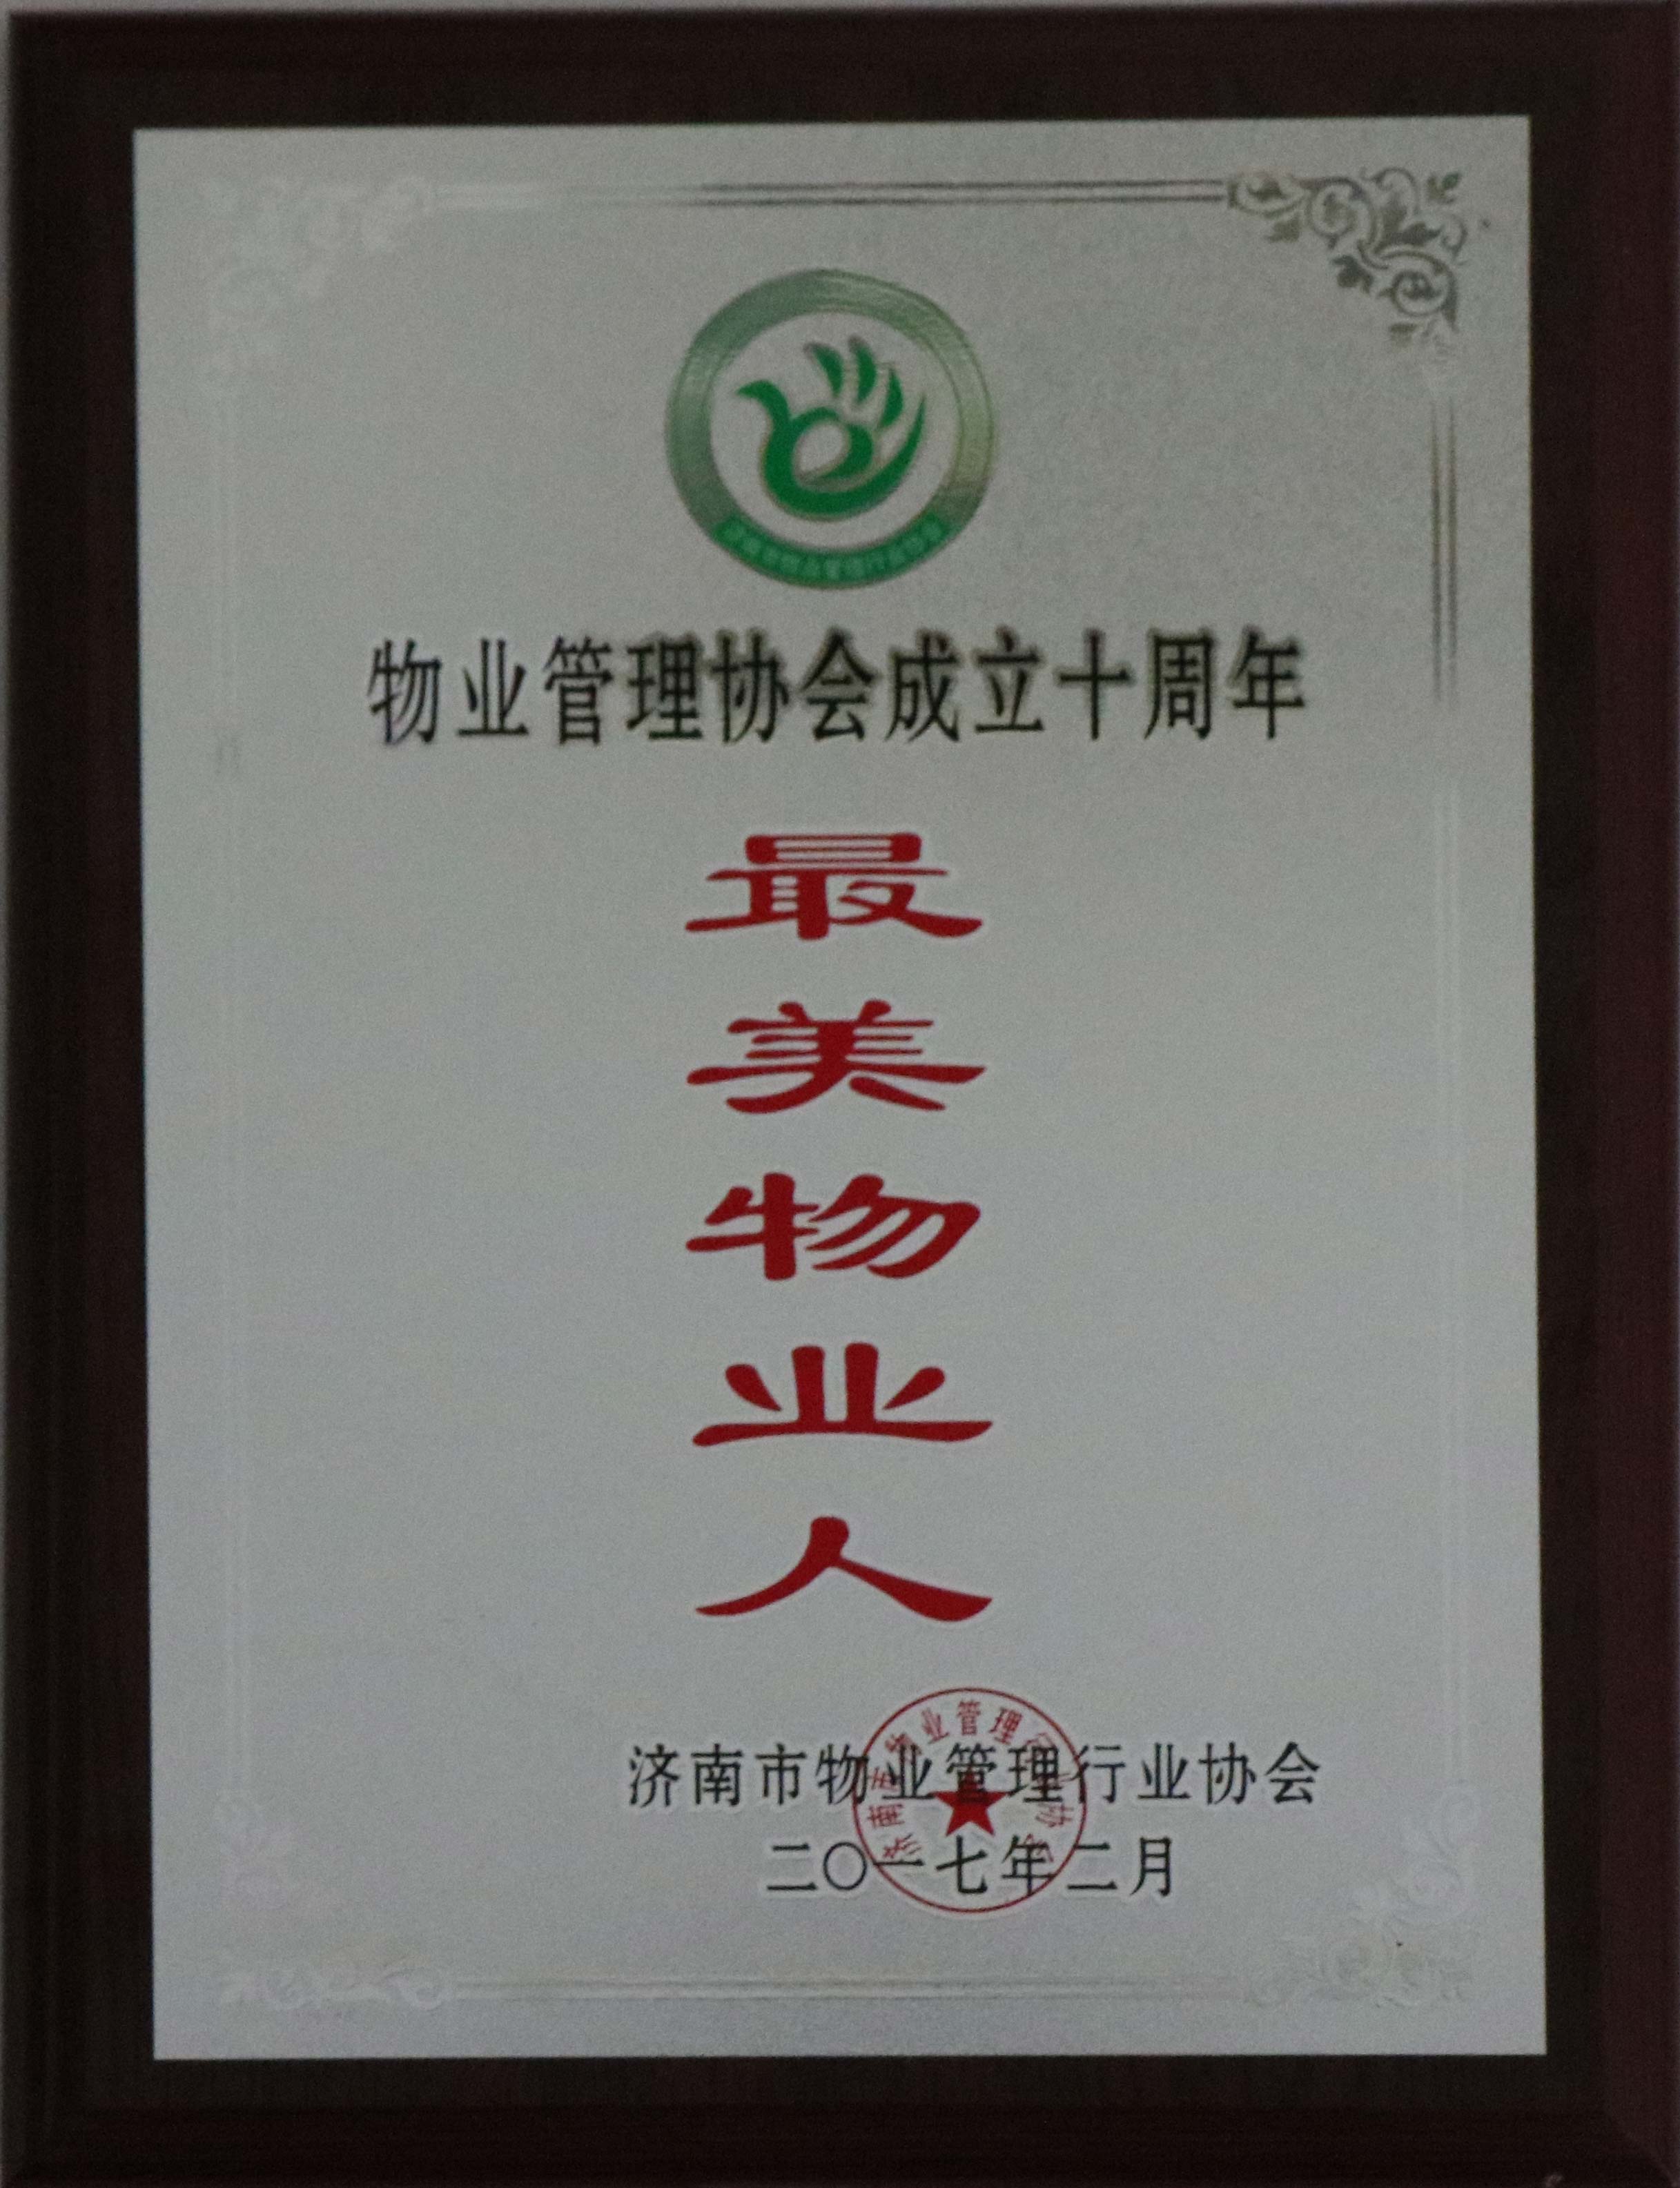 物业管理协会成立十周年
最美物业人
济南市物业管理行业协会
二〇一七年二月